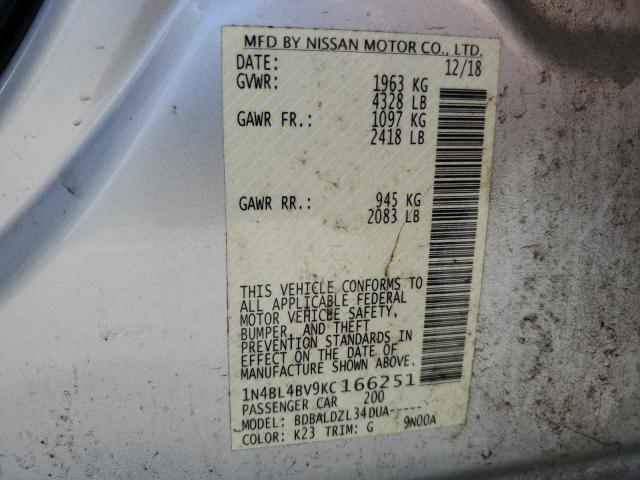 MFD BY NISSAN MOTOR CO., LTD.
DATE: 12/18
GVWR: 1963 KG
4328 LB
GAWR FR.: 1097 KG
2418 LB
GAWR RR.: 945 KG
2083 LB
THIS VEHICLE CONFORMS TO
ALL APPLICABLE FEDERAL
MOTOR VEHICLE SAFETY,
BUMPER, AND THEFT
PREVENTION STANDARDS IN
EFFECT ON THE DATE OF
MANUFACTURE SHOWN ABOVE.
1N4BL4BV9KC166251
PASSENGER CAR 200
MODEL: BDBALDZL34DUA-----
COLOR: K23 TRIM: G 9N00A